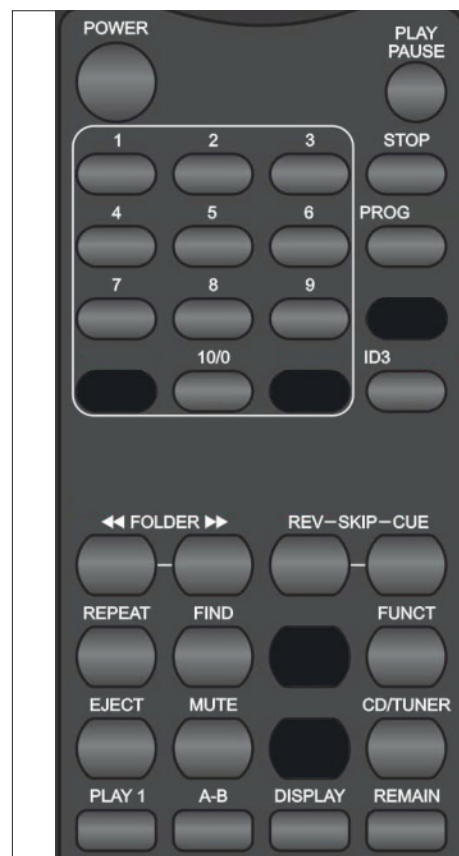 POWER
PLAY
PAUSE
1 2 3 STOP
4 5 6 PROG
7 8 9
10/0 ID3
◀◀ FOLDER ▶▶ REV–SKIP–CUE
REPEAT FIND FUNCT
EJECT MUTE CD/TUNER
PLAY 1 A-B DISPLAY REMAIN